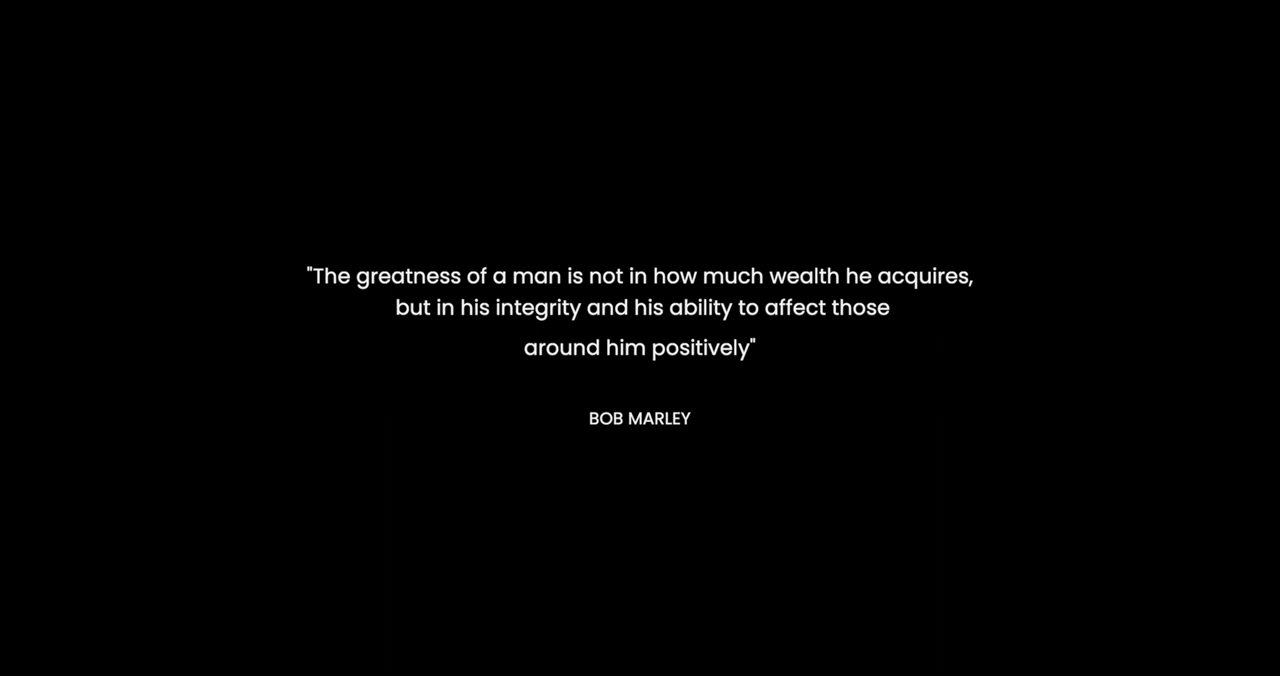 "The greatness of a man is not in how much wealth he acquires,
but in his integrity and his ability to affect those
around him positively"
BOB MARLEY